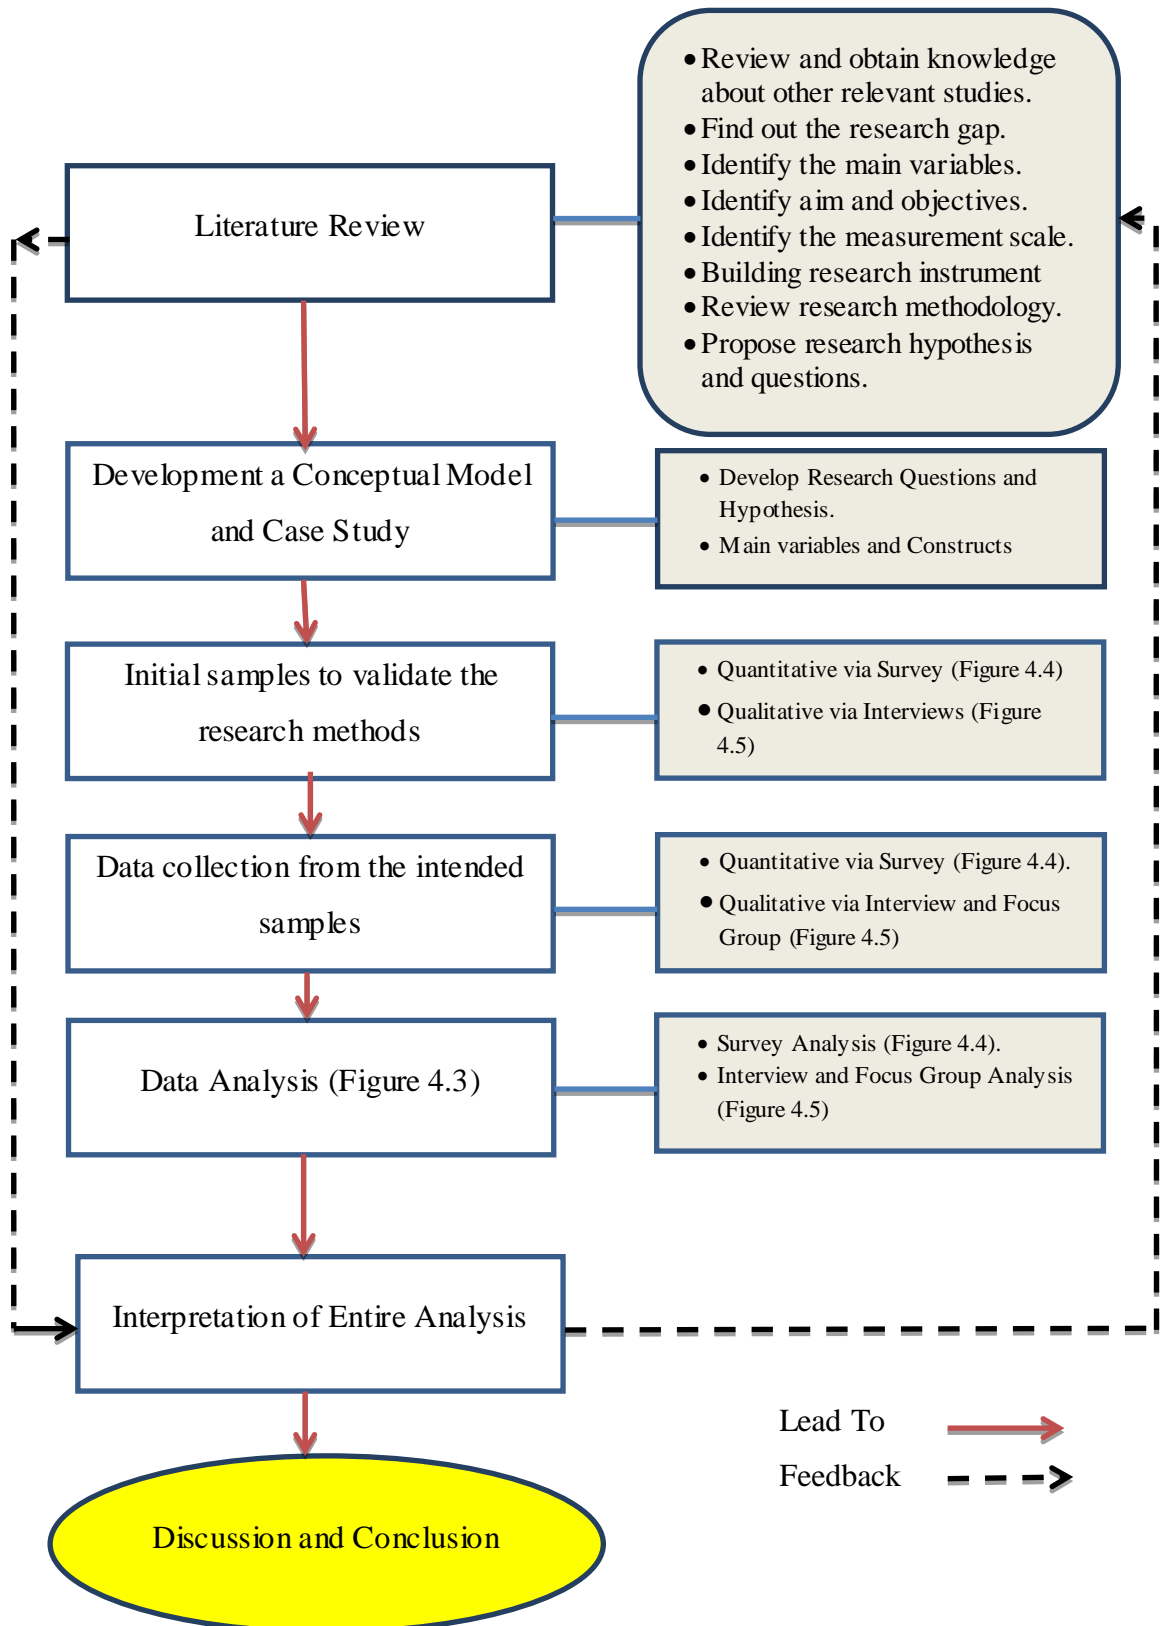 • Review and obtain knowledge
about other relevant studies.
• Find out the research gap.
• Identify the main variables.
• Identify aim and objectives.
• Identify the measurement scale.
• Building research instrument
• Review research methodology.
• Propose research hypothesis
and questions.
Literature Review
Development a Conceptual Model
and Case Study
• Develop Research Questions and
Hypothesis.
• Main variables and Constructs
Initial samples to validate the
research methods
• Quantitative via Survey (Figure 4.4)
• Qualitative via Interviews (Figure
4.5)
Data collection from the intended
samples
• Quantitative via Survey (Figure 4.4).
• Qualitative via Interview and Focus
Group (Figure 4.5)
Data Analysis (Figure 4.3)
• Survey Analysis (Figure 4.4).
• Interview and Focus Group Analysis
(Figure 4.5)
Interpretation of Entire Analysis
Lead To
Feedback
Discussion and Conclusion